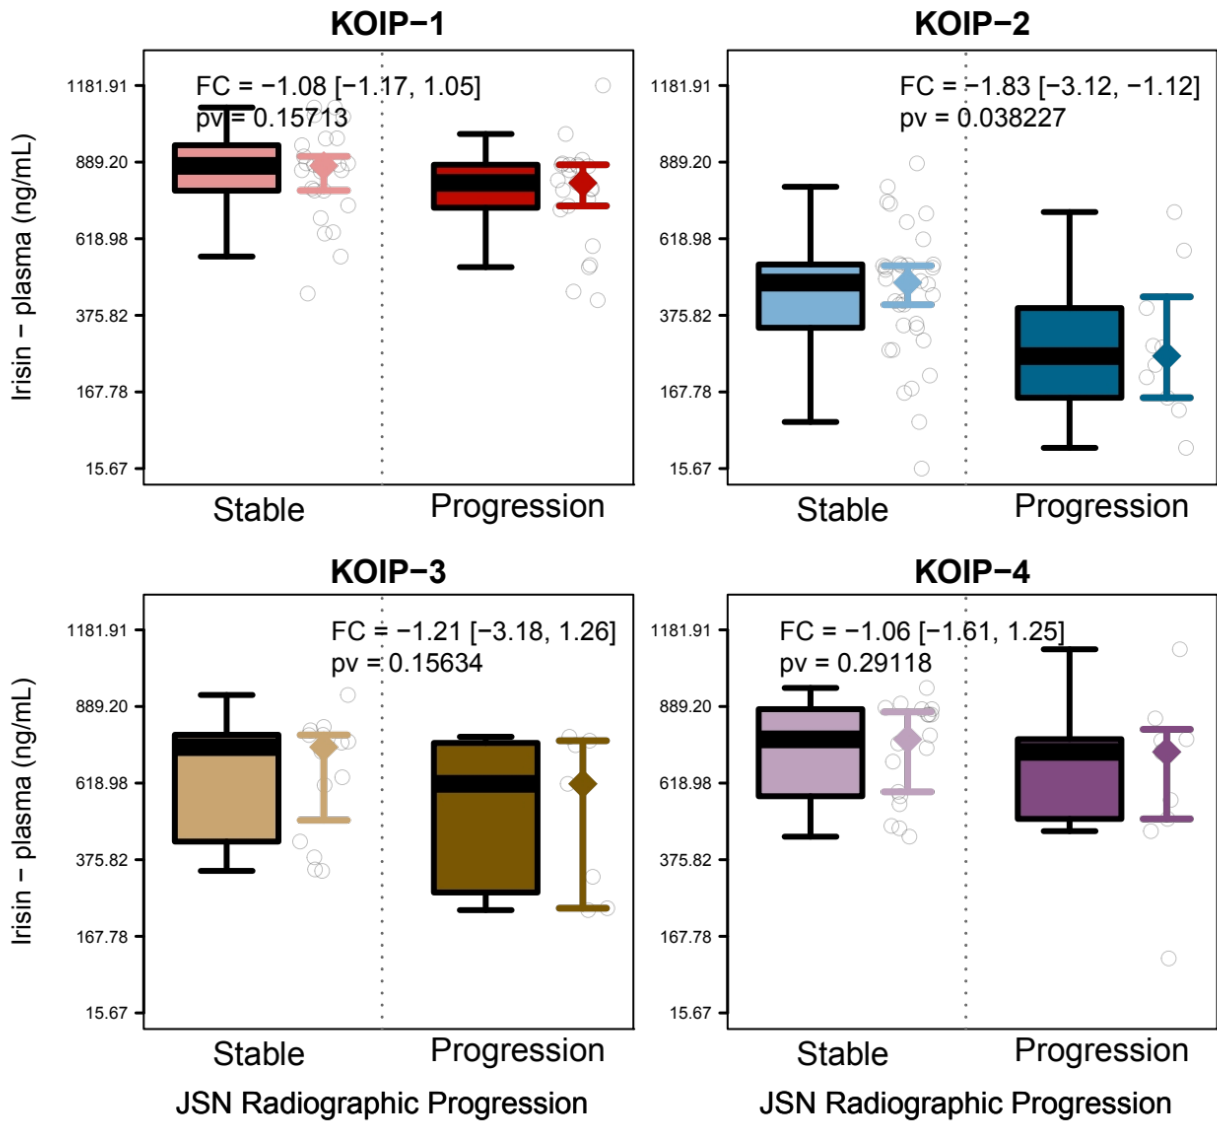 KOIP−1
FC = −1.08 [−1.17, 1.05]
pv = 0.15713
Irisin − plasma (ng/mL)
1181.91
889.20
618.98
375.82
167.78
15.67
Stable
Progression
KOIP−2
FC = −1.83 [−3.12, −1.12]
pv = 0.038227
1181.91
889.20
618.98
375.82
167.78
15.67
Stable
Progression
KOIP−3
FC = −1.21 [−3.18, 1.26]
pv = 0.15634
Irisin − plasma (ng/mL)
1181.91
889.20
618.98
375.82
167.78
15.67
Stable
Progression
JSN Radiographic Progression
KOIP−4
FC = −1.06 [−1.61, 1.25]
pv = 0.29118
1181.91
889.20
618.98
375.82
167.78
15.67
Stable
Progression
JSN Radiographic Progression